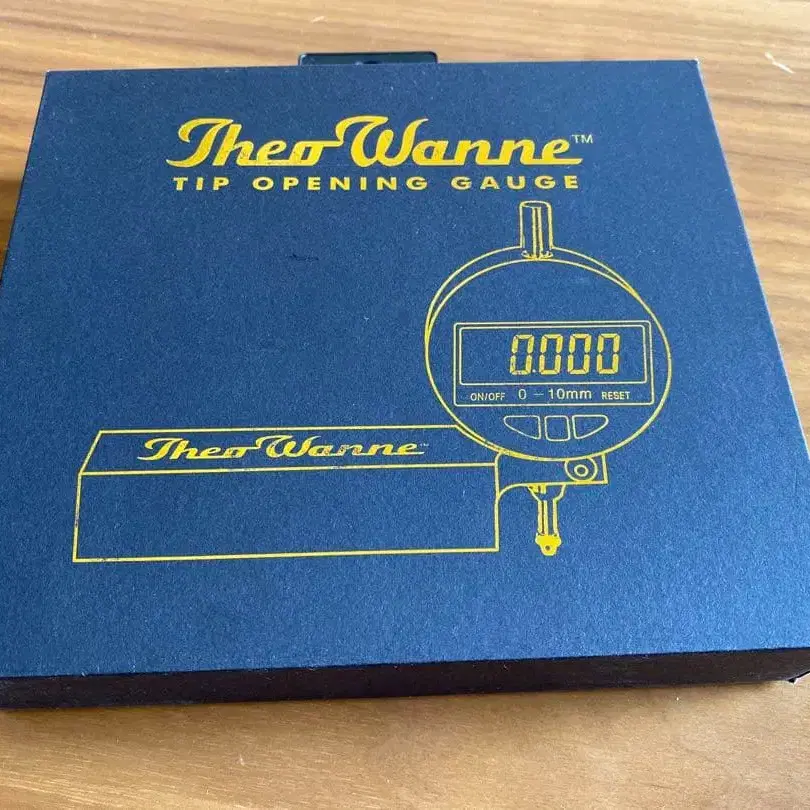 Theo Wanne™
TIP OPENING GAUGE
0.000
ON/OFF 0 - 10mm RESET
Theo Wanne™